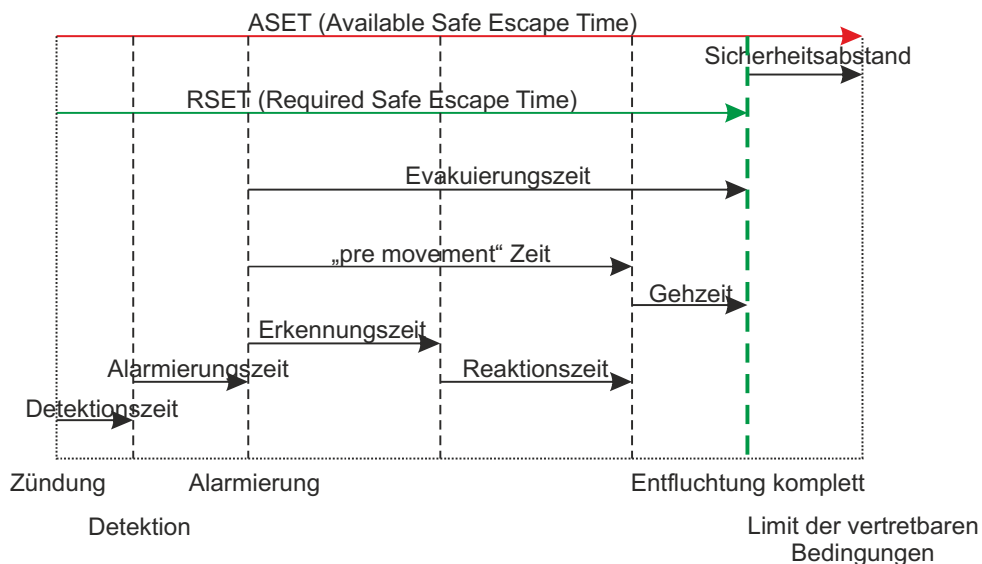 ASET (Available Safe Escape Time)
Sicherheitsabstand
RSET (Required Safe Escape Time)
Evakuierungszeit
„pre movement“ Zeit
Gehzeit
Erkennungszeit
Alarmierungszeit
Reaktionszeit
Detektionszeit
Zündung
Alarmierung
Entfluchtung komplett
Detektion
Limit der vertretbaren
Bedingungen